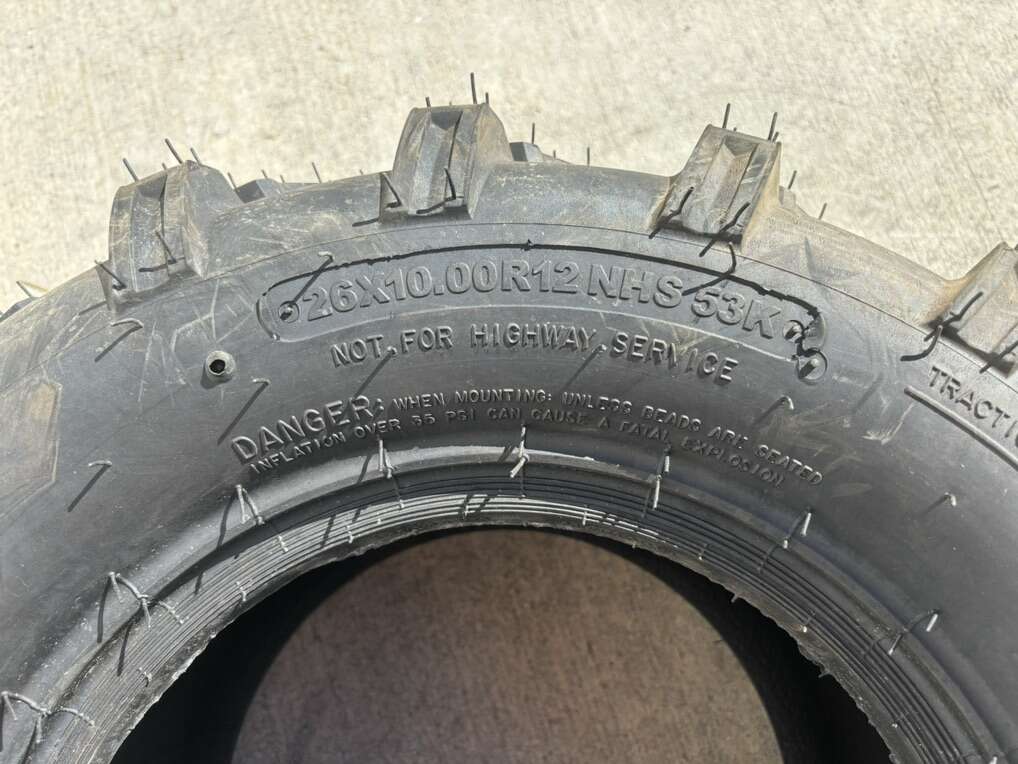 26X10.00R12 NHS 53K
NOT FOR HIGHWAY SERVICE
DANGER: WHEN MOUNTING: UNLESS BEADS ARE SEATED
INFLATION OVER 35 PSI CAN CAUSE A FATAL EXPLOSION
TRACTIO